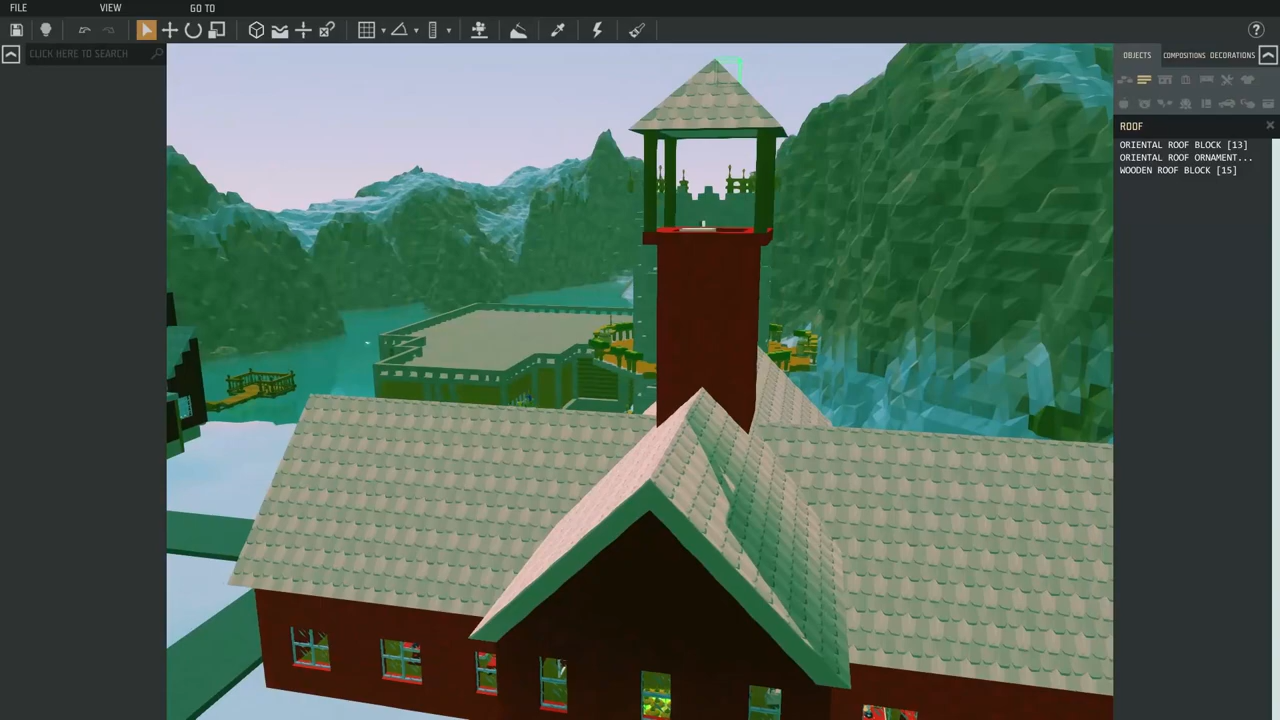 FILE VIEW GO TO
CLICK HERE TO SEARCH
OBJECTS COMPOSITIONS DECORATIONS
ROOF
ORIENTAL ROOF BLOCK [13]
ORIENTAL ROOF ORNAMENT...
WOODEN ROOF BLOCK [15]